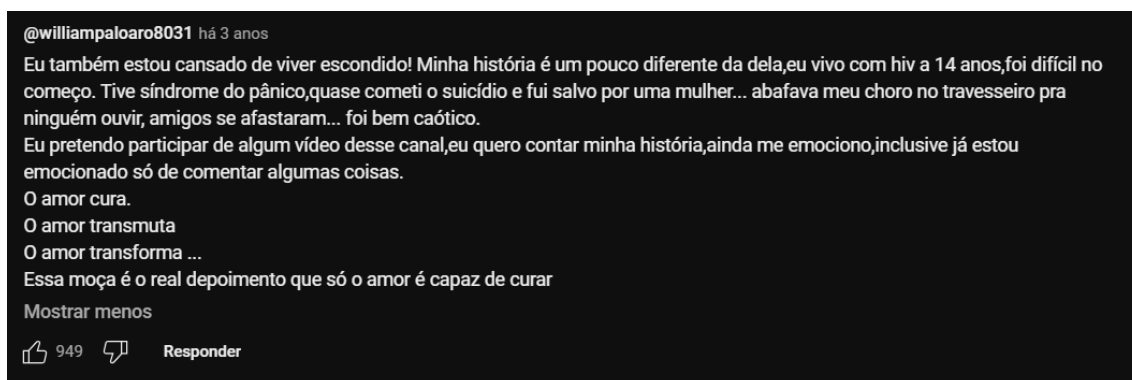 @williampaloaro8031 há 3 anos
Eu também estou cansado de viver escondido! Minha história é um pouco diferente da dela,eu vivo com hiv a 14 anos,foi difícil no
começo. Tive síndrome do pânico,quase cometi o suicídio e fui salvo por uma mulher... abafava meu choro no travesseiro pra
ninguém ouvir, amigos se afastaram... foi bem caótico.
Eu pretendo participar de algum vídeo desse canal,eu quero contar minha história,ainda me emociono,inclusive já estou
emocionado só de comentar algumas coisas.
O amor cura.
O amor transmuta
O amor transforma ...
Essa moça é o real depoimento que só o amor é capaz de curar
Mostrar menos
949 Responder